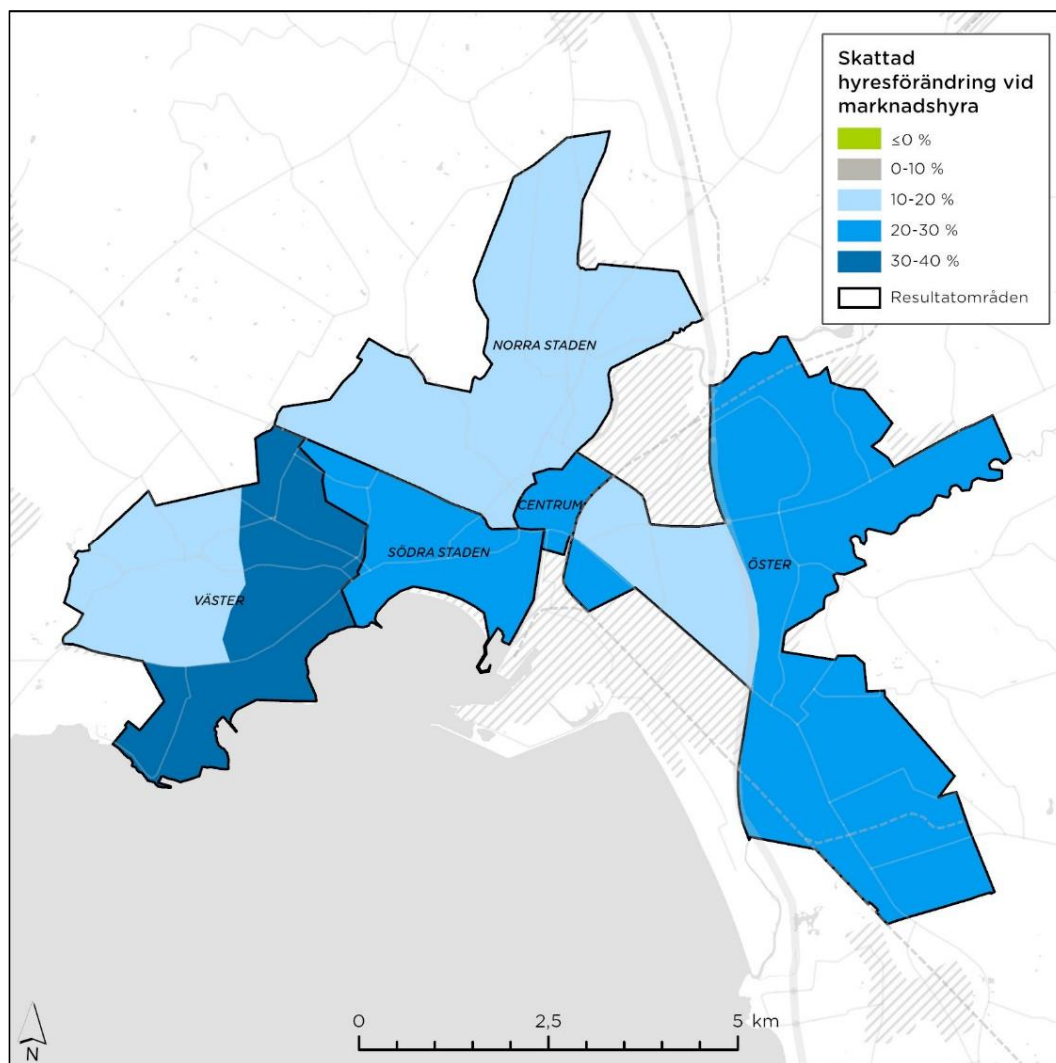 Skattad
hyresförändring vid
marknadshyra
≤0 %
0-10 %
10-20 %
20-30 %
30-40 %
Resultatområden
NORRA STADEN
CENTRUM
SÖDRA STADEN
ÖSTER
VÄSTER
0 2,5 5 km
N